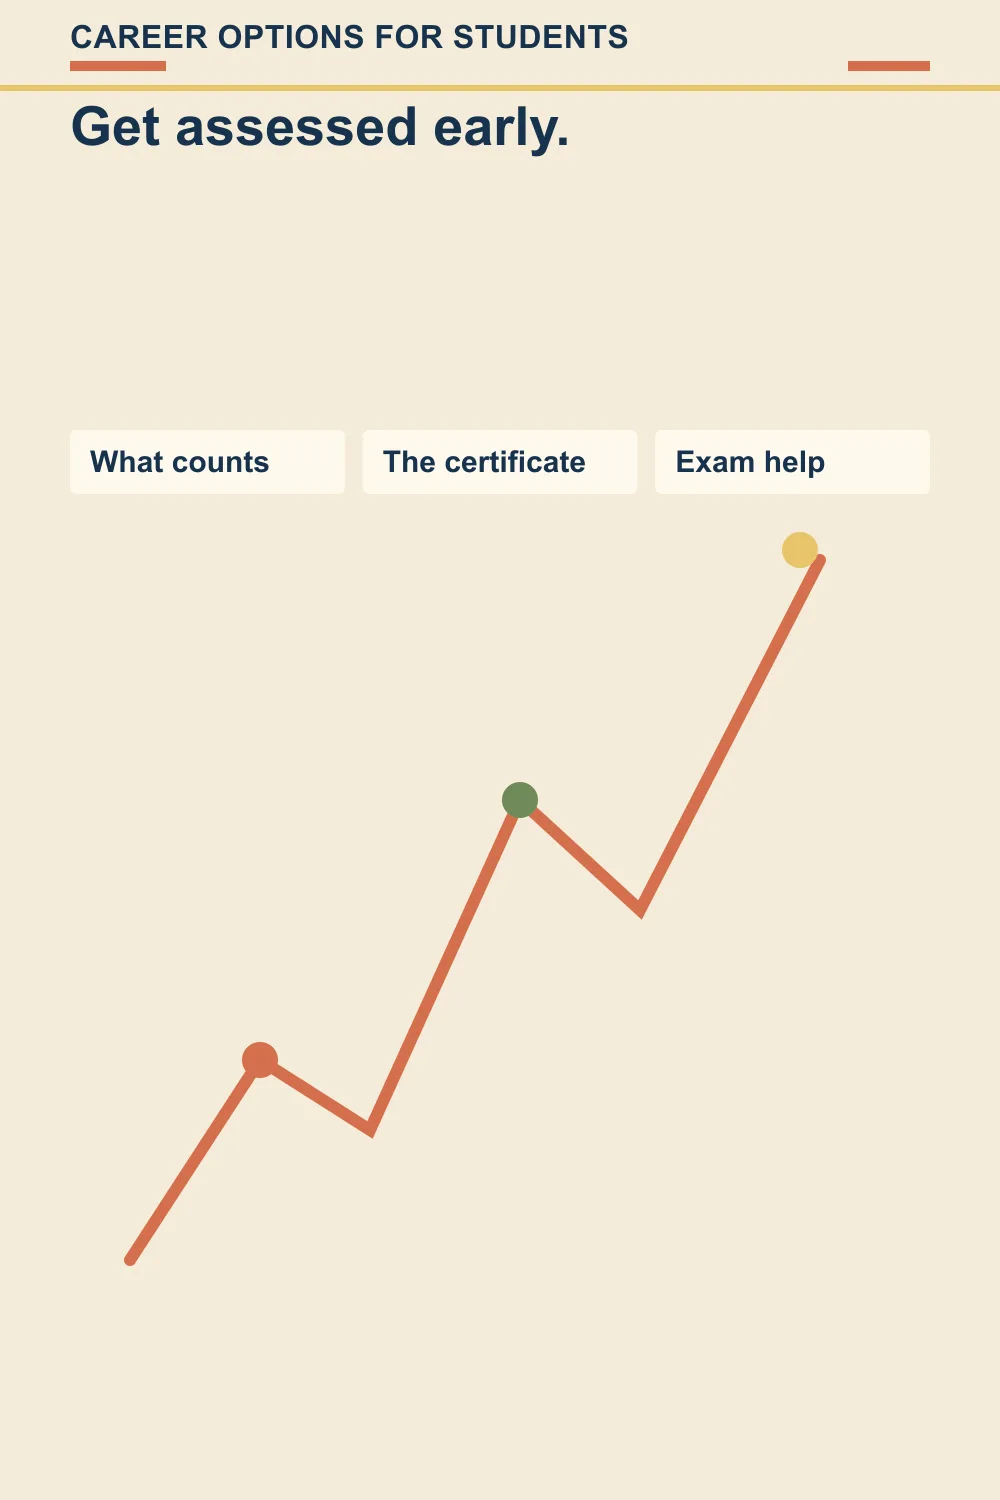 CAREER OPTIONS FOR STUDENTS
Get assessed early.
What counts
The certificate
Exam help